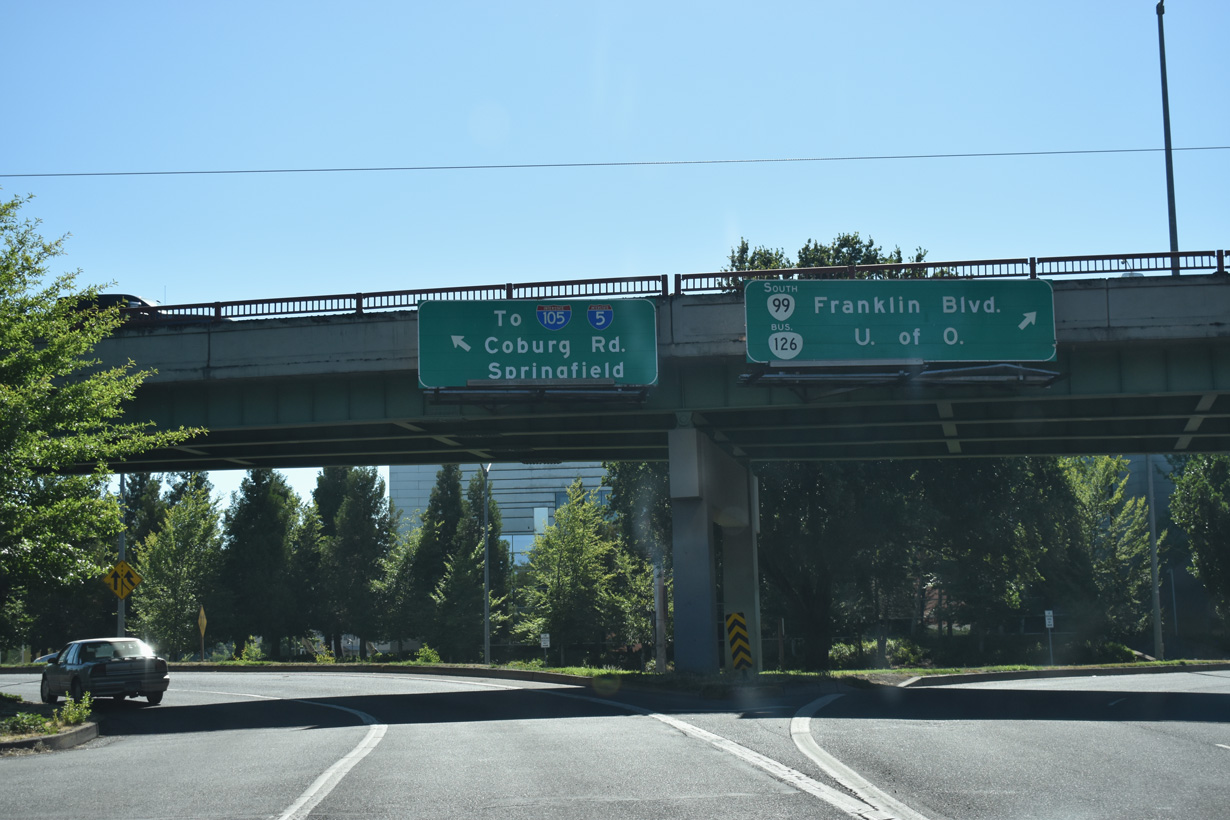 To 105 5
Coburg Rd.
Springfield
SOUTH
99 Franklin Blvd.
BUS.
126 U. of O.